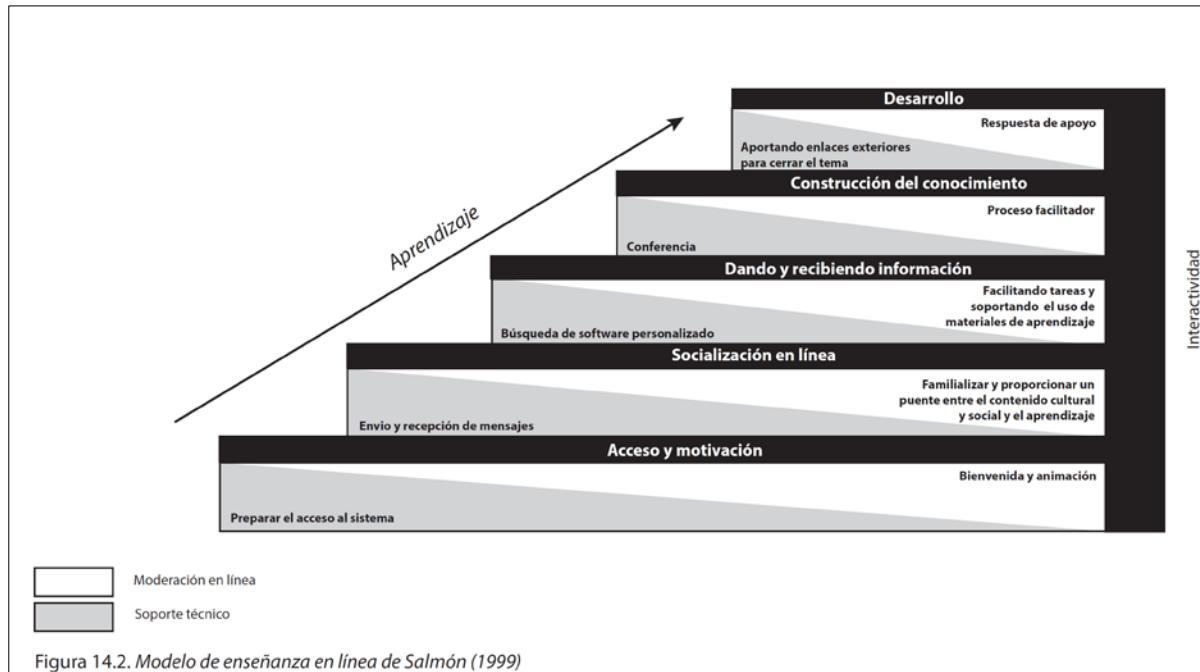 Desarrollo
Respuesta de apoyo
Aportando enlaces exteriores
para cerrar el tema
Construcción del conocimiento
Proceso facilitador
Conferencia
Dando y recibiendo información
Facilitando tareas y
soportando el uso de
materiales de aprendizaje
Búsqueda de software personalizado
Socialización en línea
Familializar y proporcionar un
puente entre el contenido cultural
y social y el aprendizaje
Envio y recepción de mensajes
Acceso y motivación
Bienvenida y animación
Preparar el acceso al sistema
Aprendizaje
Interactividad
Moderación en línea
Soporte técnico
Figura 14.2. Modelo de enseñanza en línea de Salmón (1999)